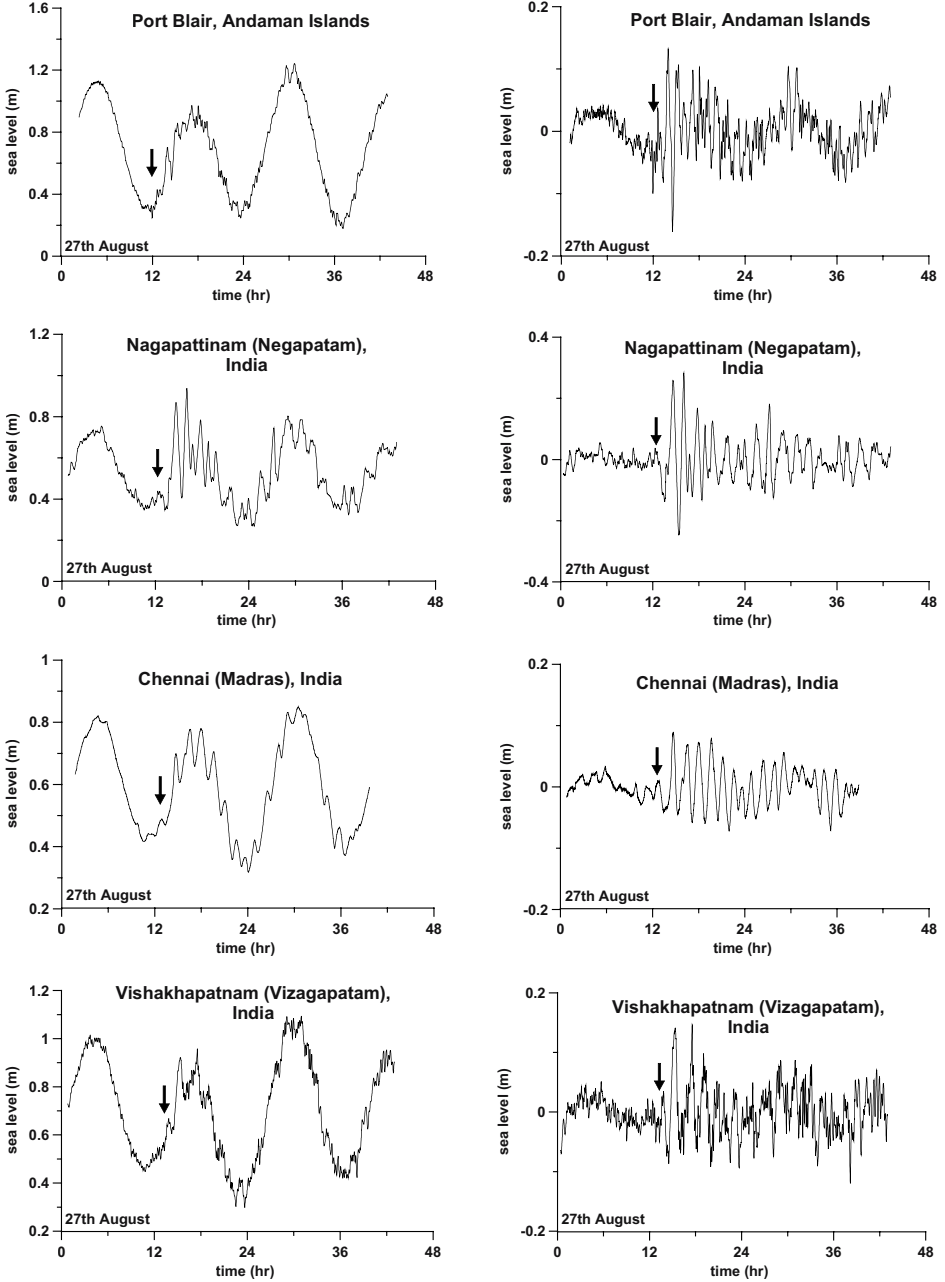 Port Blair, Andaman Islands
sea level (m)
1.6
1.2
0.8
0.4
0
27th August
0 12 24 36 48
time (hr)
Port Blair, Andaman Islands
sea level (m)
0.2
0
-0.2
27th August
0 12 24 36 48
time (hr)
Nagapattinam (Negapatam),
India
sea level (m)
1.2
0.8
0.4
0
27th August
0 12 24 36 48
time (hr)
Nagapattinam (Negapatam),
India
sea level (m)
0.4
0
-0.4
27th August
0 12 24 36 48
time (hr)
Chennai (Madras), India
sea level (m)
1
0.8
0.6
0.4
0.2
27th August
0 12 24 36 48
time (hr)
Chennai (Madras), India
sea level (m)
0.2
0
-0.2
27th August
0 12 24 36 48
time (hr)
Vishakhapatnam (Vizagapatam),
India
sea level (m)
1.2
1
0.8
0.6
0.4
0.2
27th August
0 12 24 36 48
time (hr)
Vishakhapatnam (Vizagapatam),
India
sea level (m)
0.2
0
-0.2
27th August
0 12 24 36 48
time (hr)